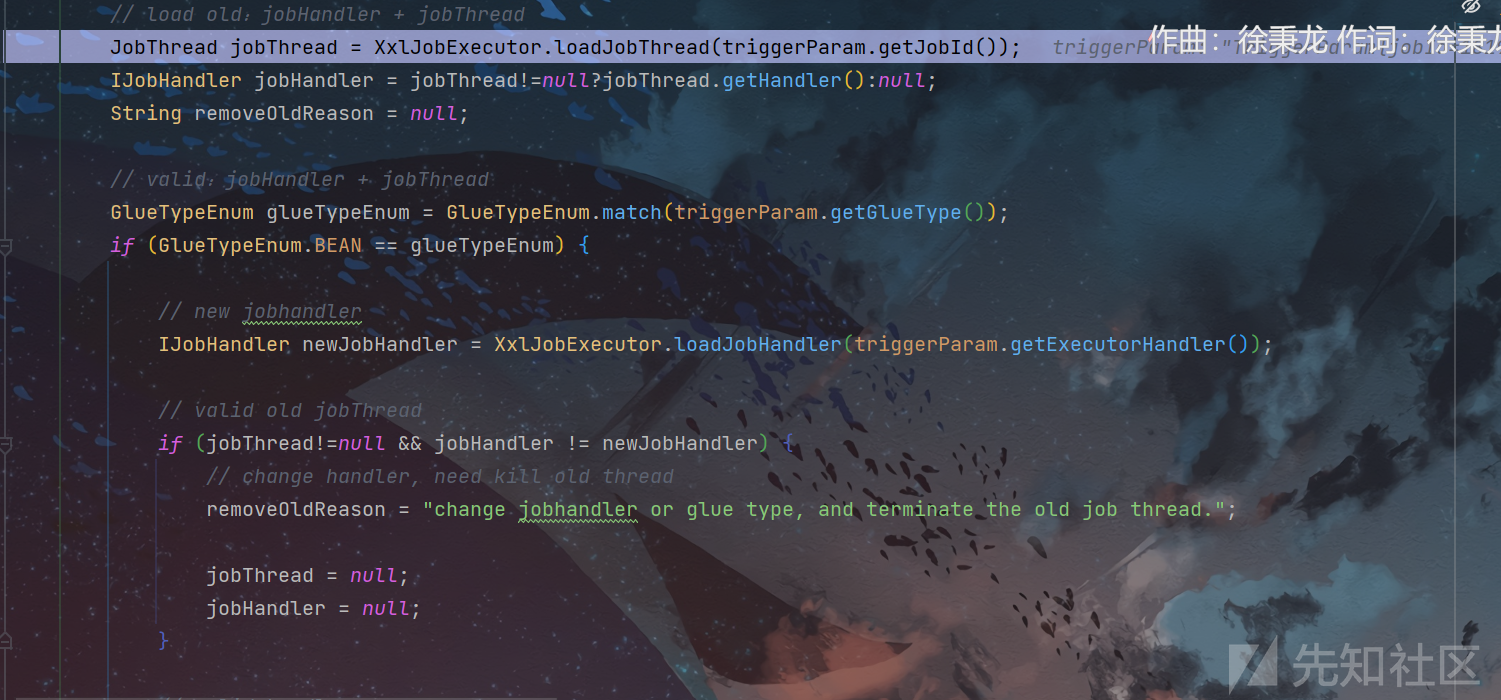 // load old：jobHandler + jobThread
JobThread jobThread = XxlJobExecutor.loadJobThread(triggerParam.getJobId());
作曲：徐秉龙 作词：徐秉龙
IJobHandler jobHandler = jobThread!=null?jobThread.getHandler():null;
String removeOldReason = null;
// valid：jobHandler + jobThread
GlueTypeEnum glueTypeEnum = GlueTypeEnum.match(triggerParam.getGlueType());
if (GlueTypeEnum.BEAN == glueTypeEnum) {
// new jobhandler
IJobHandler newJobHandler = XxlJobExecutor.loadJobHandler(triggerParam.getExecutorHandler());
// valid old jobThread
if (jobThread!=null && jobHandler != newJobHandler) {
// change handler, need kill old thread
removeOldReason = "change jobhandler or glue type, and terminate the old job thread.";
jobThread = null;
jobHandler = null;
}
先知社区